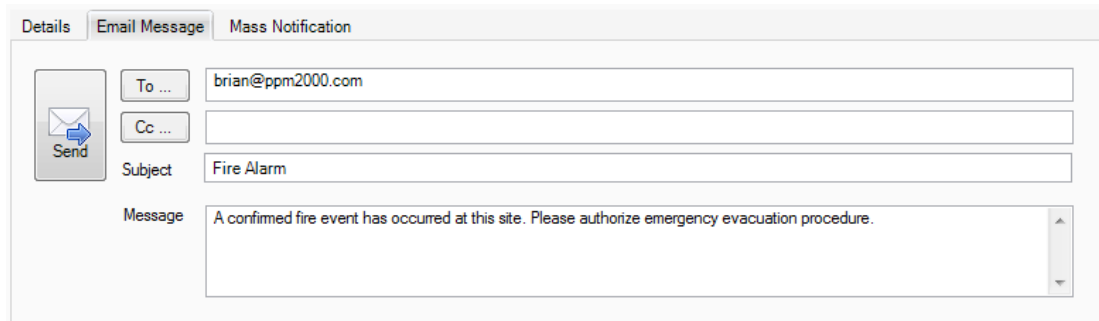 Details Email Message Mass Notification
To ... brian@ppm2000.com
Cc ...
Send
Subject Fire Alarm
Message A confirmed fire event has occurred at this site. Please authorize emergency evacuation procedure.